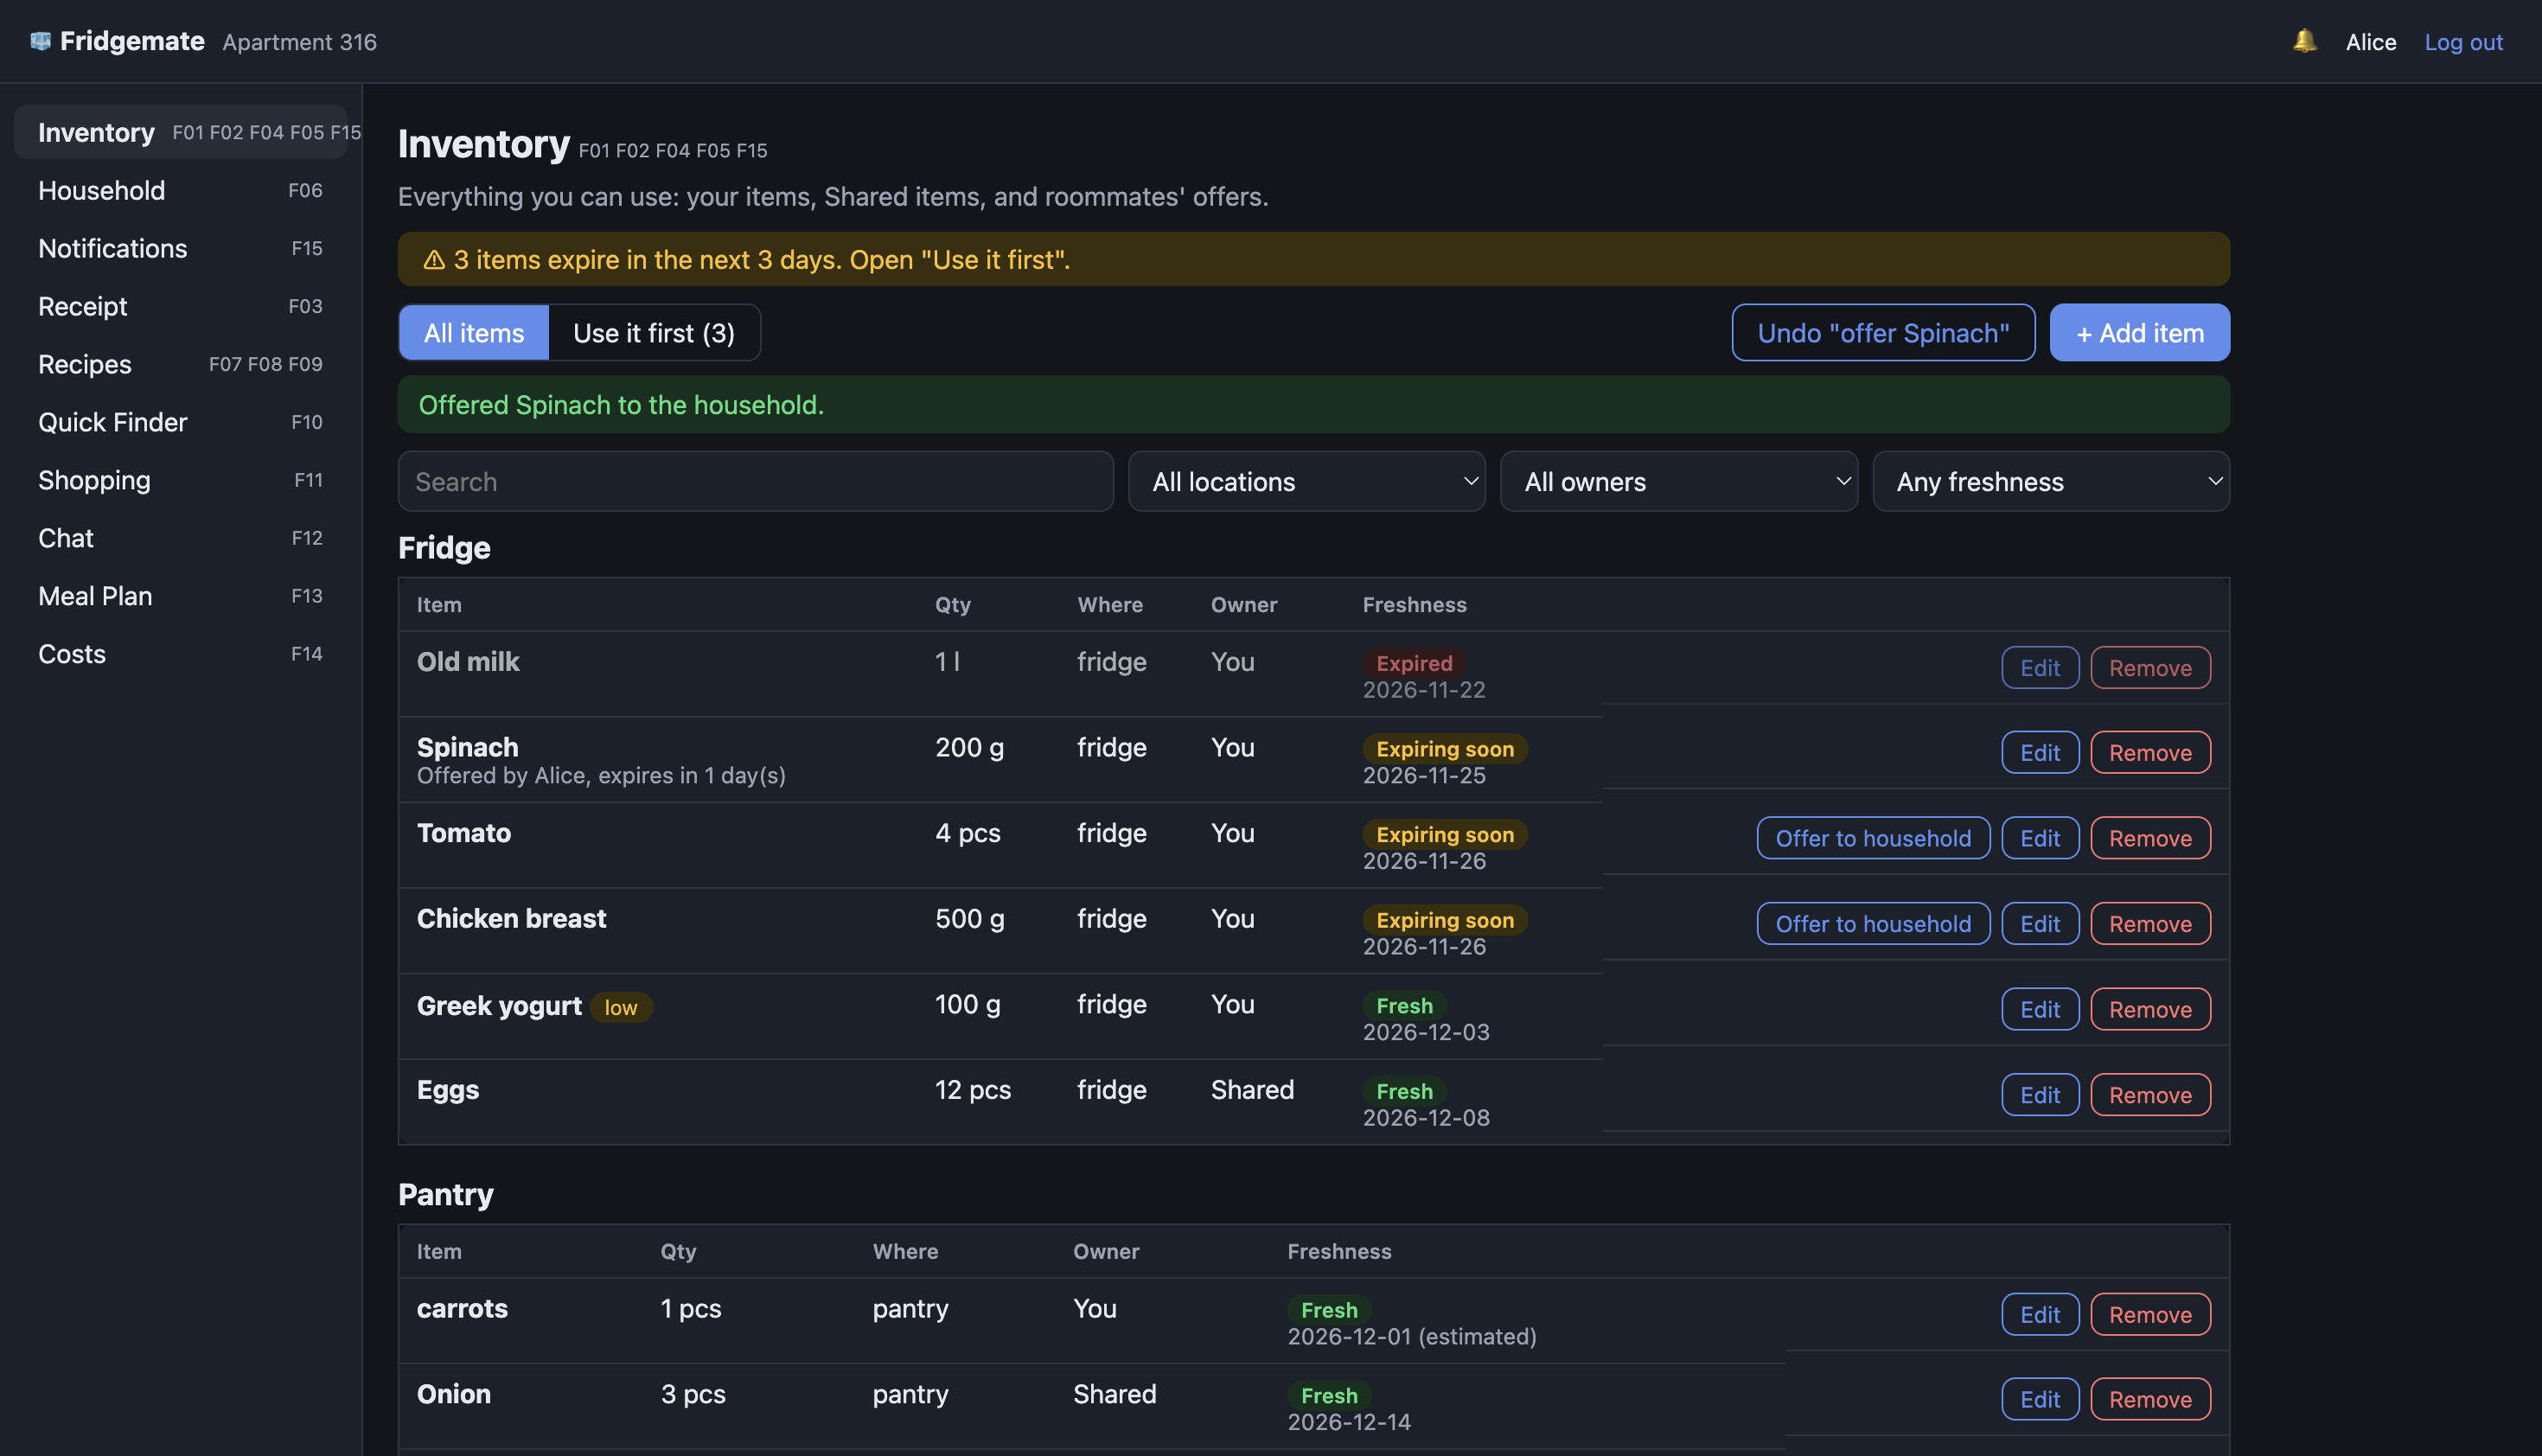 Fridgemate Apartment 316
Alice Log out
Inventory F01 F02 F04 F05 F15
Household F06
Notifications F15
Receipt F03
Recipes F07 F08 F09
Quick Finder F10
Shopping F11
Chat F12
Meal Plan F13
Costs F14
Inventory F01 F02 F04 F05 F15
Everything you can use: your items, Shared items, and roommates' offers.
⚠ 3 items expire in the next 3 days. Open "Use it first".
All items Use it first (3) Undo "offer Spinach" + Add item
Offered Spinach to the household.
Search All locations All owners Any freshness
Fridge
Item Qty Where Owner Freshness
Old milk 1 l fridge You Expired Edit Remove
2026-11-22
Spinach 200 g fridge You Expiring soon Edit Remove
Offered by Alice, expires in 1 day(s) 2026-11-25
Tomato 4 pcs fridge You Expiring soon Offer to household Edit Remove
2026-11-26
Chicken breast 500 g fridge You Expiring soon Offer to household Edit Remove
2026-11-26
Greek yogurt low 100 g fridge You Fresh Edit Remove
2026-12-03
Eggs 12 pcs fridge Shared Fresh Edit Remove
2026-12-08
Pantry
Item Qty Where Owner Freshness
carrots 1 pcs pantry You Fresh Edit Remove
2026-12-01 (estimated)
Onion 3 pcs pantry Shared Fresh Edit Remove
2026-12-14